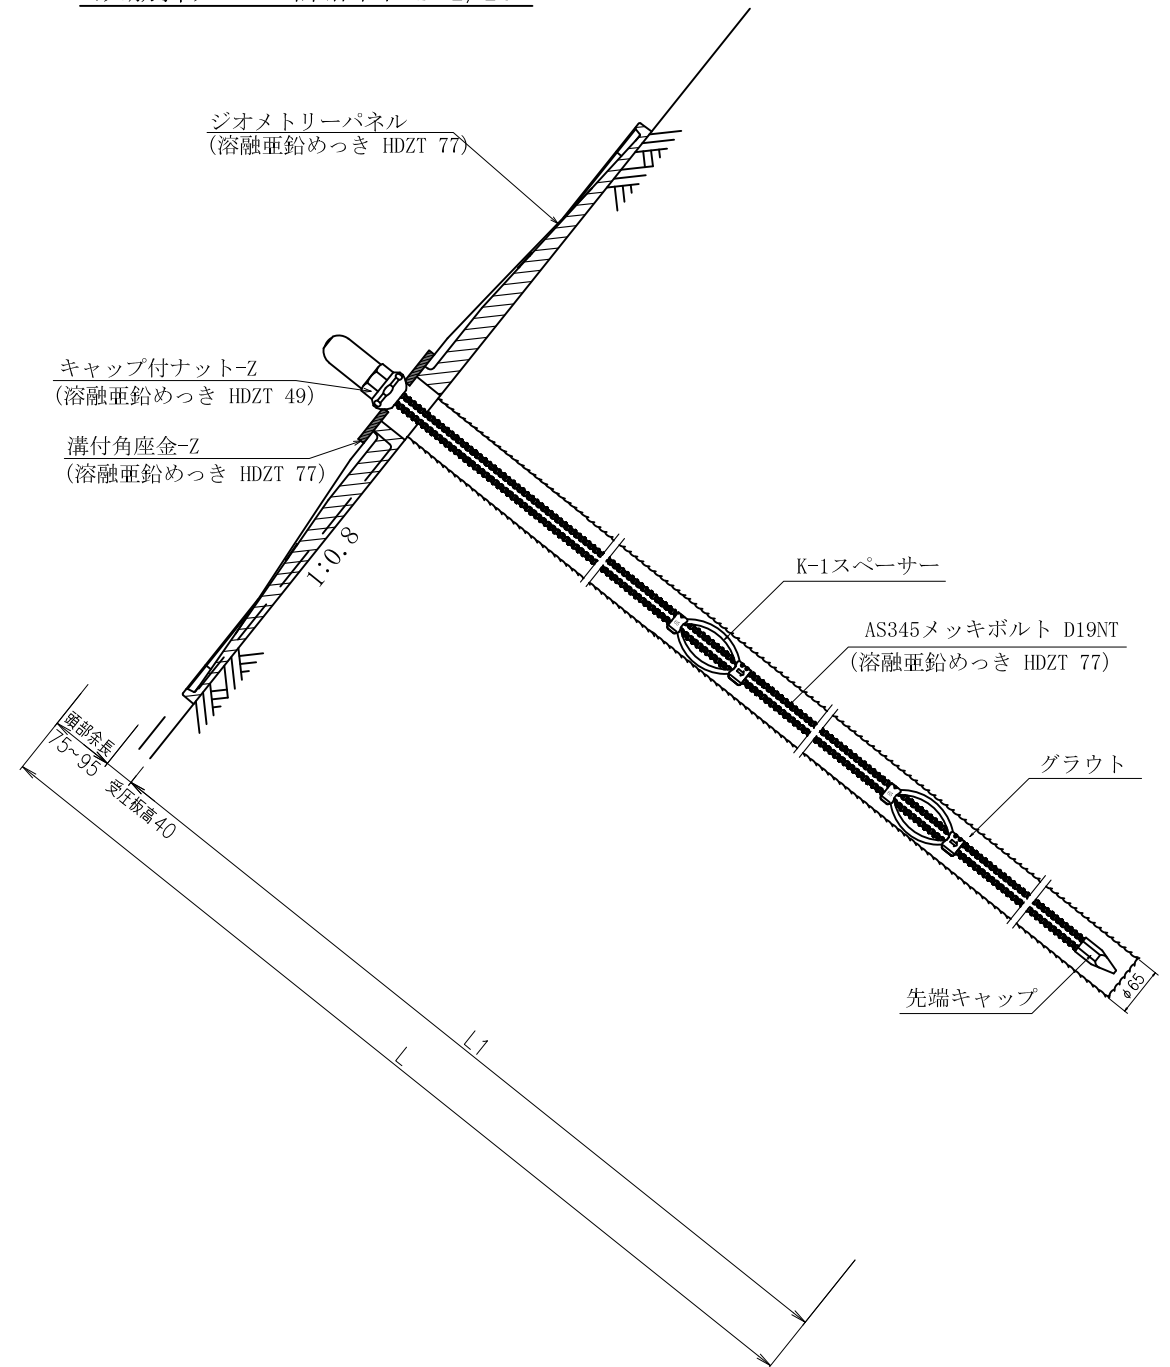 ジオメトリーパネル
(溶融亜鉛めっき HDZT 77)
キャップ付ナット-Z
(溶融亜鉛めっき HDZT 49)
溝付角座金-Z
(溶融亜鉛めっき HDZT 77)
1:0.8
K-1スペーサー
AS345メッキボルト D19NT
(溶融亜鉛めっき HDZT 77)
グラウト
先端キャップ
φ65
頭部余長
75~95
受圧板高40
L1
L